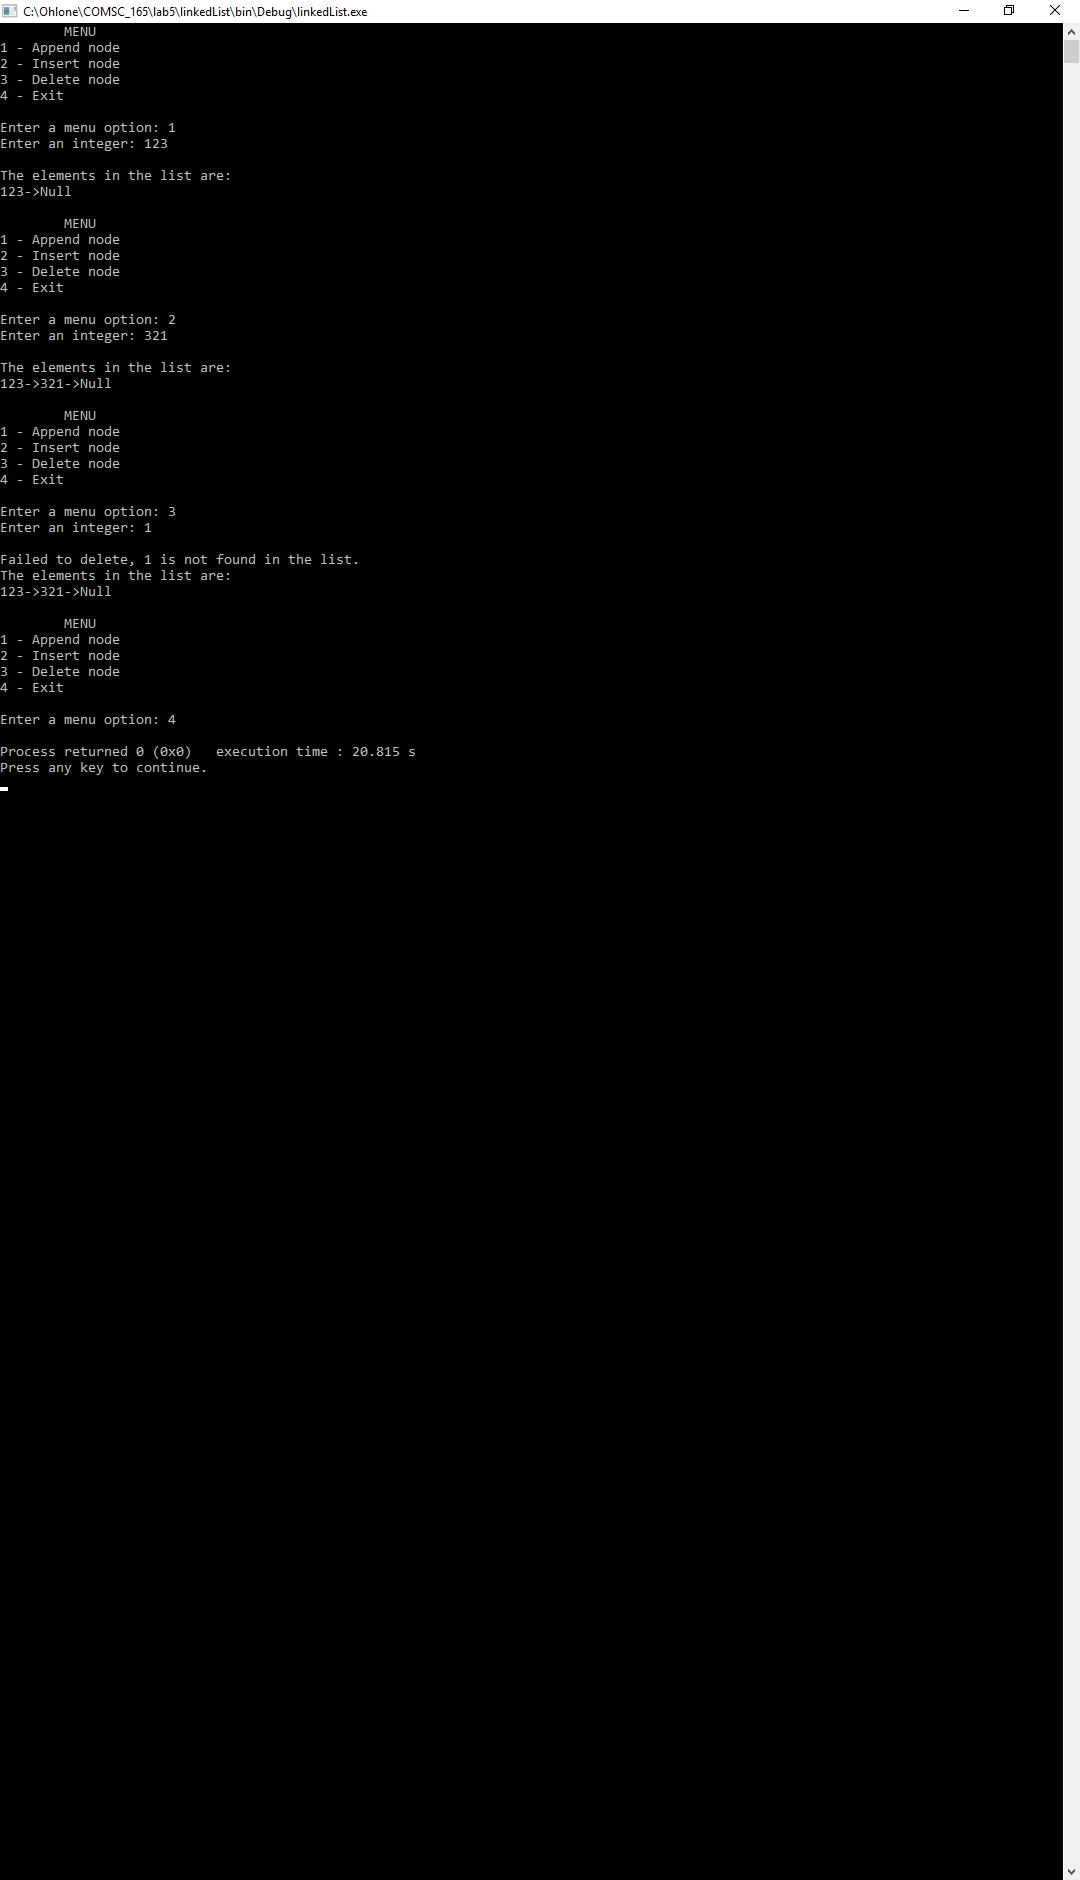 C:\Ohlone\COMSC_165\lab5\linkedList\bin\Debug\linkedList.exe
MENU
1 - Append node
2 - Insert node
3 - Delete node
4 - Exit
Enter a menu option: 1
Enter an integer: 123
The elements in the list are:
123->Null
MENU
1 - Append node
2 - Insert node
3 - Delete node
4 - Exit
Enter a menu option: 2
Enter an integer: 321
The elements in the list are:
123->321->Null
MENU
1 - Append node
2 - Insert node
3 - Delete node
4 - Exit
Enter a menu option: 3
Enter an integer: 1
Failed to delete, 1 is not found in the list.
The elements in the list are:
123->321->Null
MENU
1 - Append node
2 - Insert node
3 - Delete node
4 - Exit
Enter a menu option: 4
Process returned 0 (0x0)   execution time : 20.815 s
Press any key to continue.